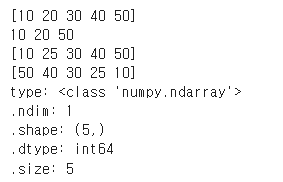 [10 20 30 40 50]
10 20 50
[10 25 30 40 50]
[50 40 30 25 10]
type: <class 'numpy.ndarray'>
.ndim: 1
.shape: (5,)
.dtype: int64
.size: 5